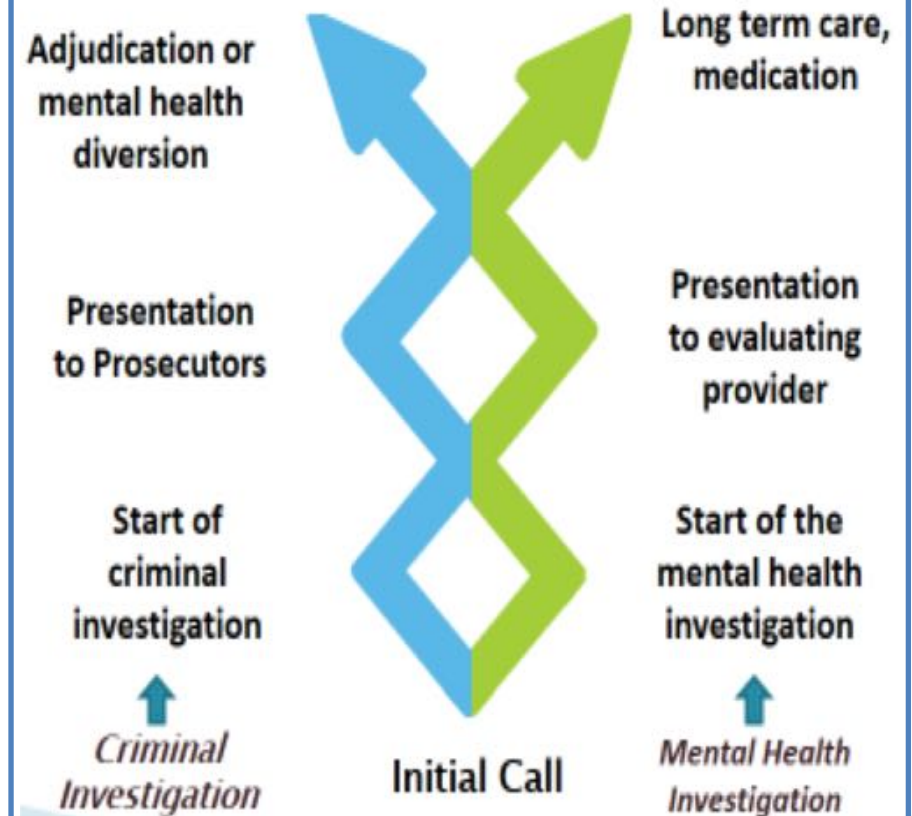 Adjudication or
mental health
diversion
Long term care,
medication
Presentation
to Prosecutors
Presentation
to evaluating
provider
Start of
criminal
investigation
Start of the
mental health
investigation
Criminal
Investigation
Initial Call
Mental Health
Investigation